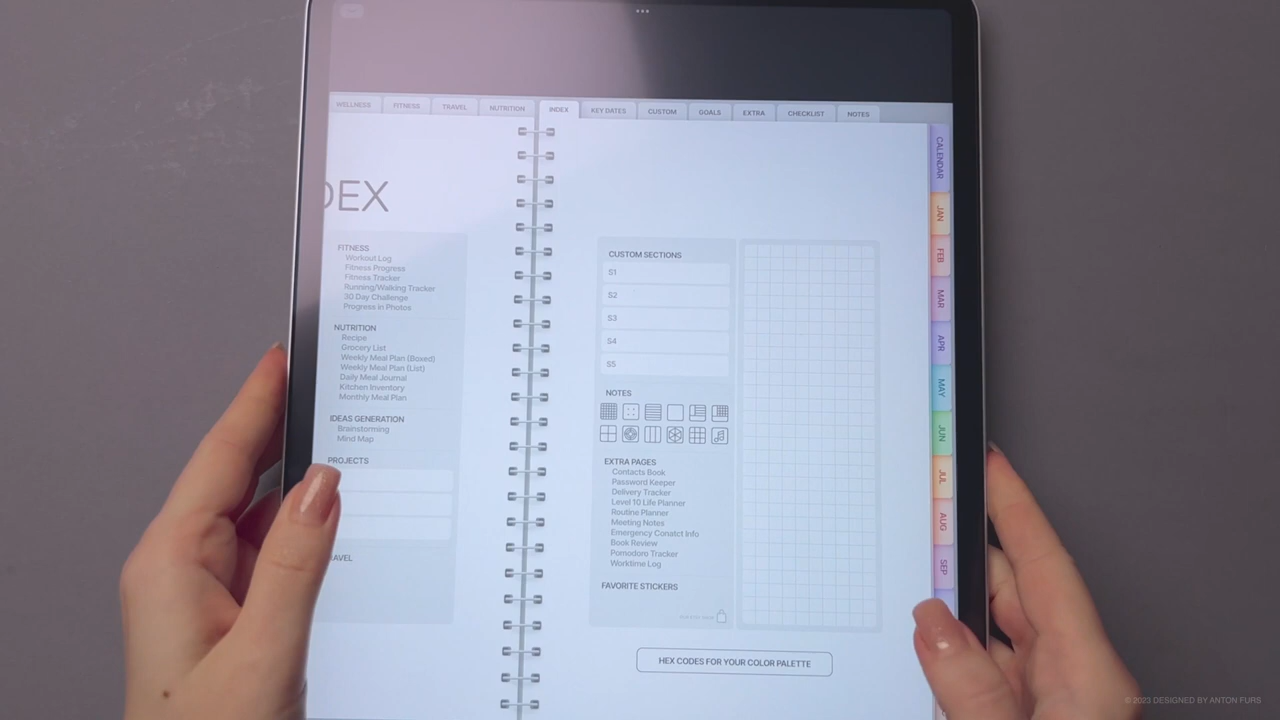 WELLNESS
FITNESS
TRAVEL
NUTRITION
INDEX
KEY DATES
CUSTOM
GOALS
EXTRA
CHECKLIST
NOTES
DEX
FITNESS
Workout Log
Fitness Progress
Fitness Tracker
Running/Walking Tracker
30 Day Challenge
Progress in Photos
NUTRITION
Recipe
Grocery List
Weekly Meal Plan (Boxed)
Weekly Meal Plan (List)
Daily Meal Journal
Kitchen Inventory
Monthly Meal Plan
IDEAS GENERATION
Brainstorming
Mind Map
PROJECTS
AVEL
CUSTOM SECTIONS
S1
S2
S3
S4
S5
NOTES
EXTRA PAGES
Contacts Book
Password Keeper
Delivery Tracker
Level 10 Life Planner
Routine Planner
Meeting Notes
Emergency Conatct Info
Book Review
Pomodoro Tracker
Worktime Log
FAVORITE STICKERS
HEX CODES FOR YOUR COLOR PALETTE
CALENDAR
JAN
FEB
MAR
APR
MAY
JUN
JUL
AUG
SEP
© 2023 DESIGNED BY ANTON FURS